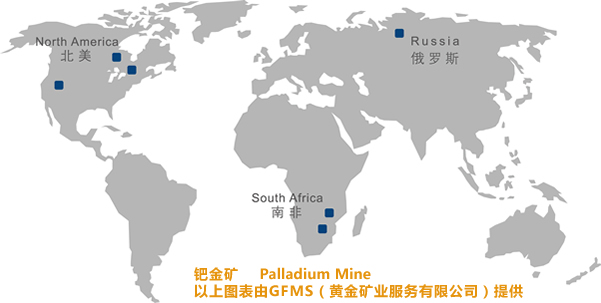 North America
北美
Russia
俄罗斯
South Africa
南非
钯金矿 Palladium Mine
以上图表由GFMS（黄金矿业服务有限公司）提供